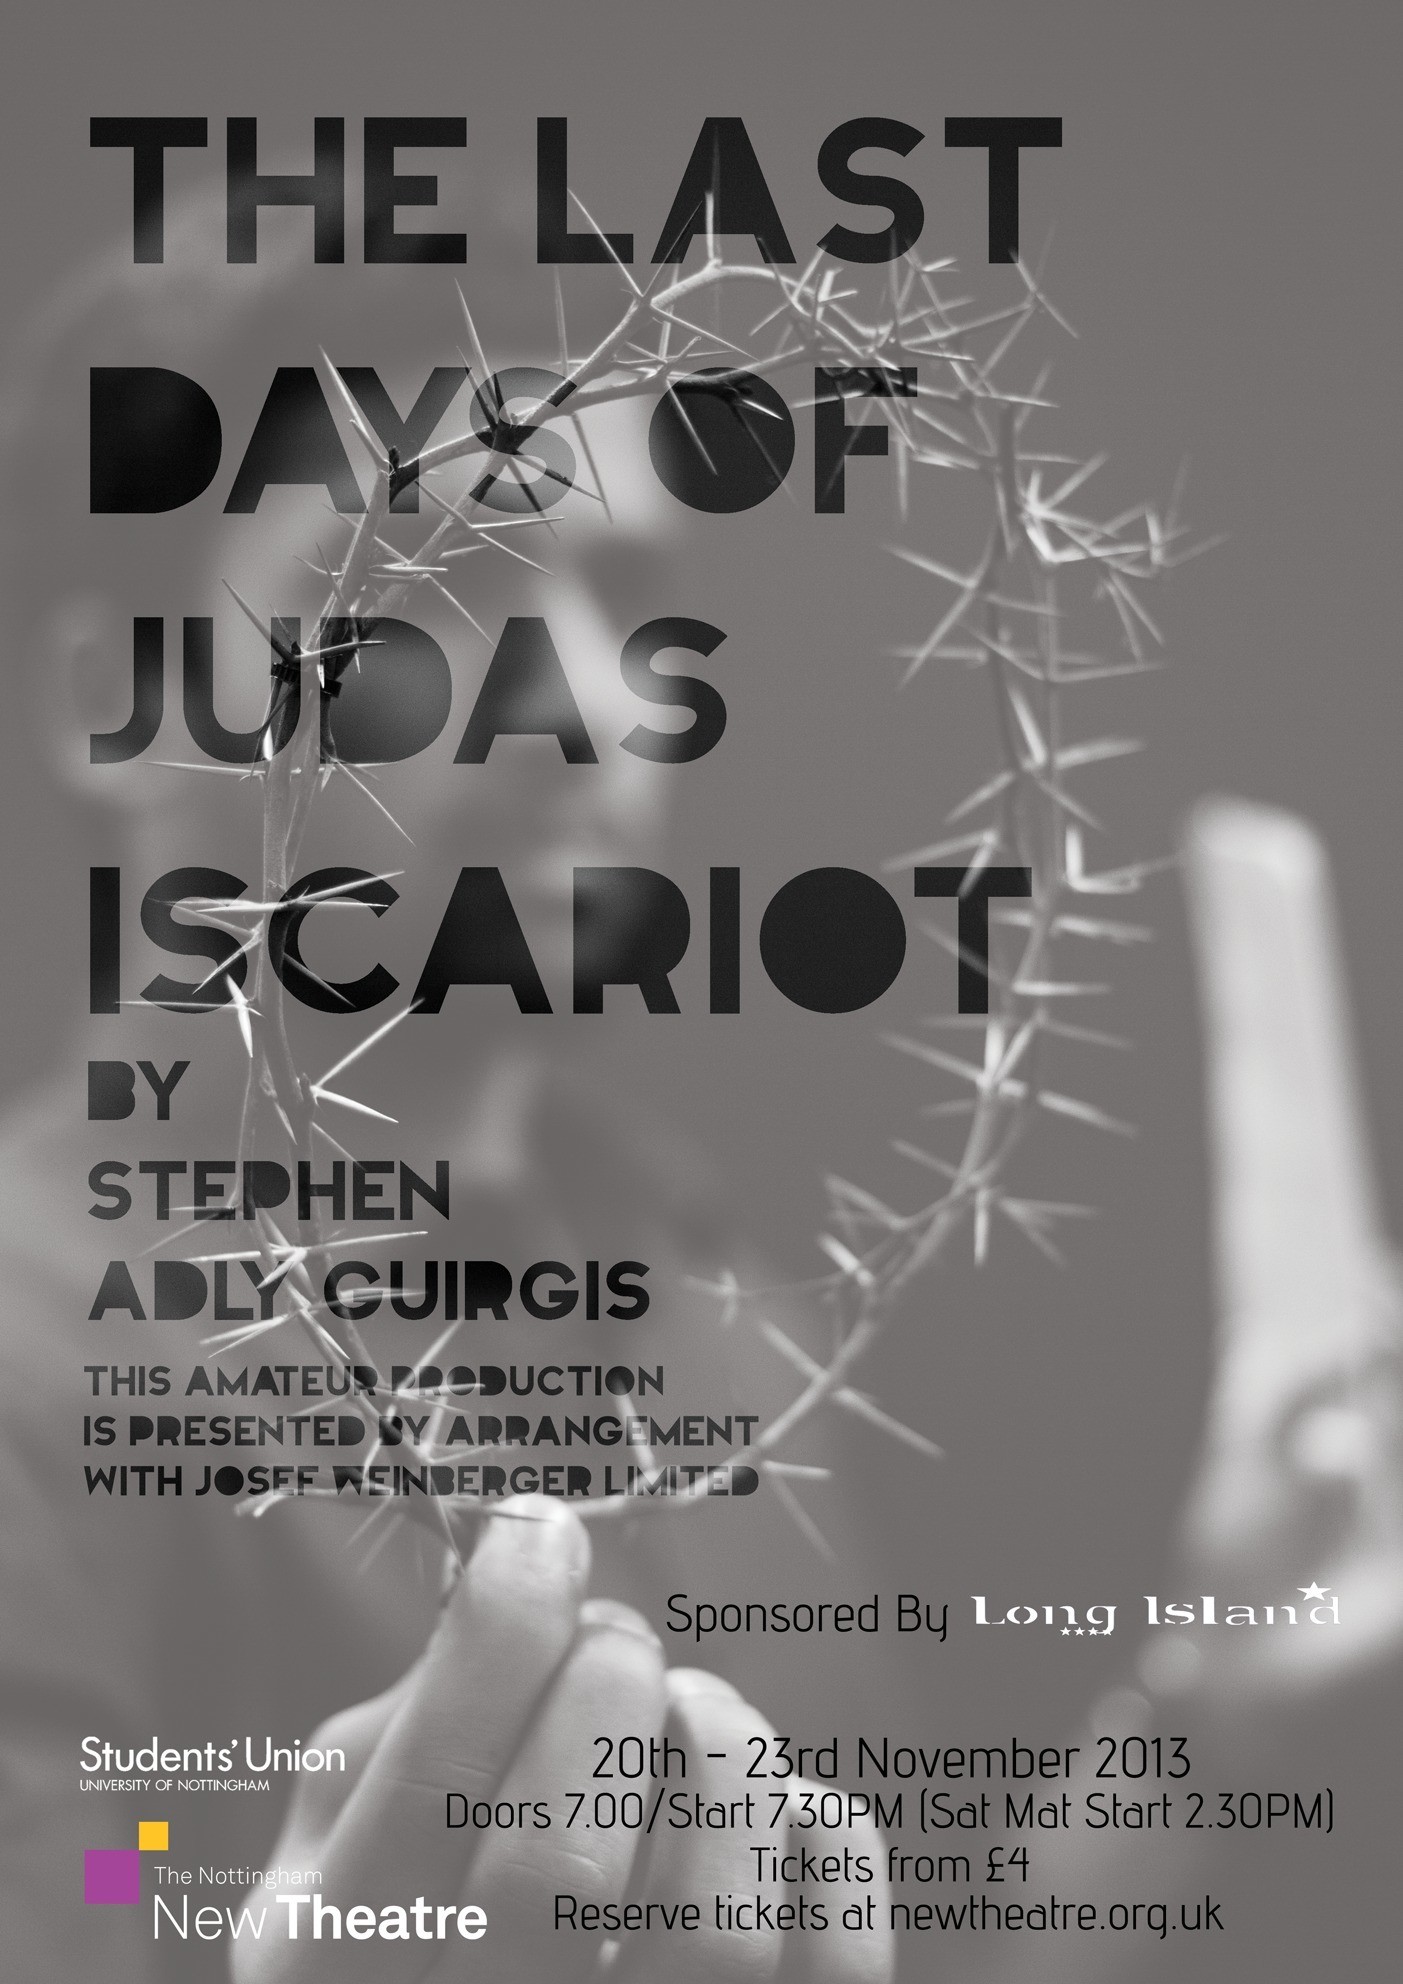 THE LAST
DAYS OF
JUDAS
ISCARIOT
BY
STEPHEN
ADLY GUIRGIS
THIS AMATEUR PRODUCTION
IS PRESENTED BY ARRANGEMENT
WITH JOSEF WEINBERGER LIMITED
Sponsored By Long Island
Students' Union
UNIVERSITY OF NOTTINGHAM
The Nottingham
New Theatre
20th - 23rd November 2013
Doors 7.00/Start 7.30PM (Sat Mat Start 2.30PM)
Tickets from £4
Reserve tickets at newtheatre.org.uk